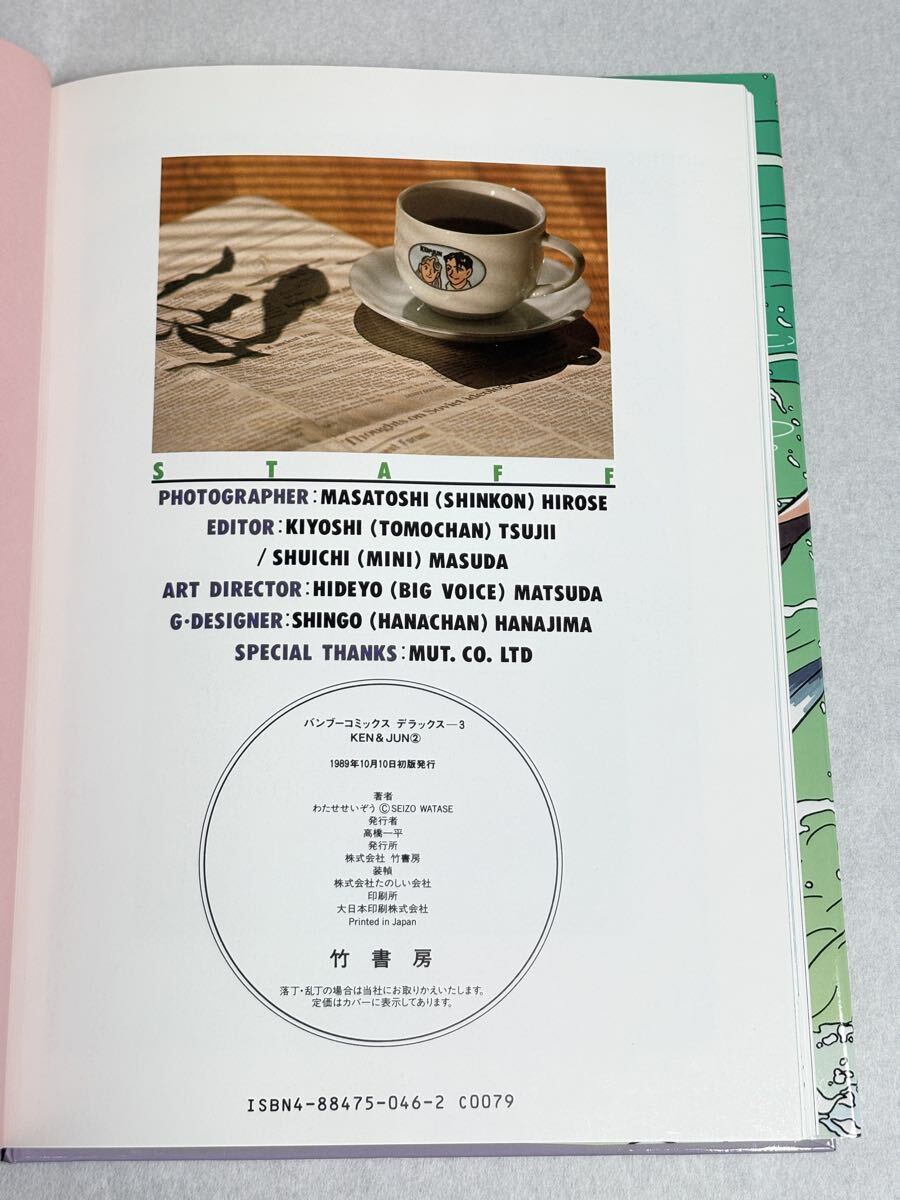 KEN & JUN
Thoughts on Soviet ideology
STAFF
PHOTOGRAPHER:MASATOSHI (SHINKON) HIROSE
EDITOR:KIYOSHI (TOMOCHAN) TSUJII
/ SHUICHI (MINI) MASUDA
ART DIRECTOR:HIDEYO (BIG VOICE) MATSUDA
G・DESIGNER:SHINGO (HANACHAN) HANAJIMA
SPECIAL THANKS:MUT. CO. LTD
バンブーコミックス デラックス—3
KEN & JUN②
1989年10月10日初版発行
著者
わたせせいぞう ©SEIZO WATASE
発行者
高橋一平
発行所
株式会社 竹書房
装幀
株式会社たのしい会社
印刷所
大日本印刷株式会社
Printed in Japan
竹書房
落丁・乱丁の場合は当社にお取りかえいたします。
定価はカバーに表示してあります。
ISBN4-88475-046-2 C0079